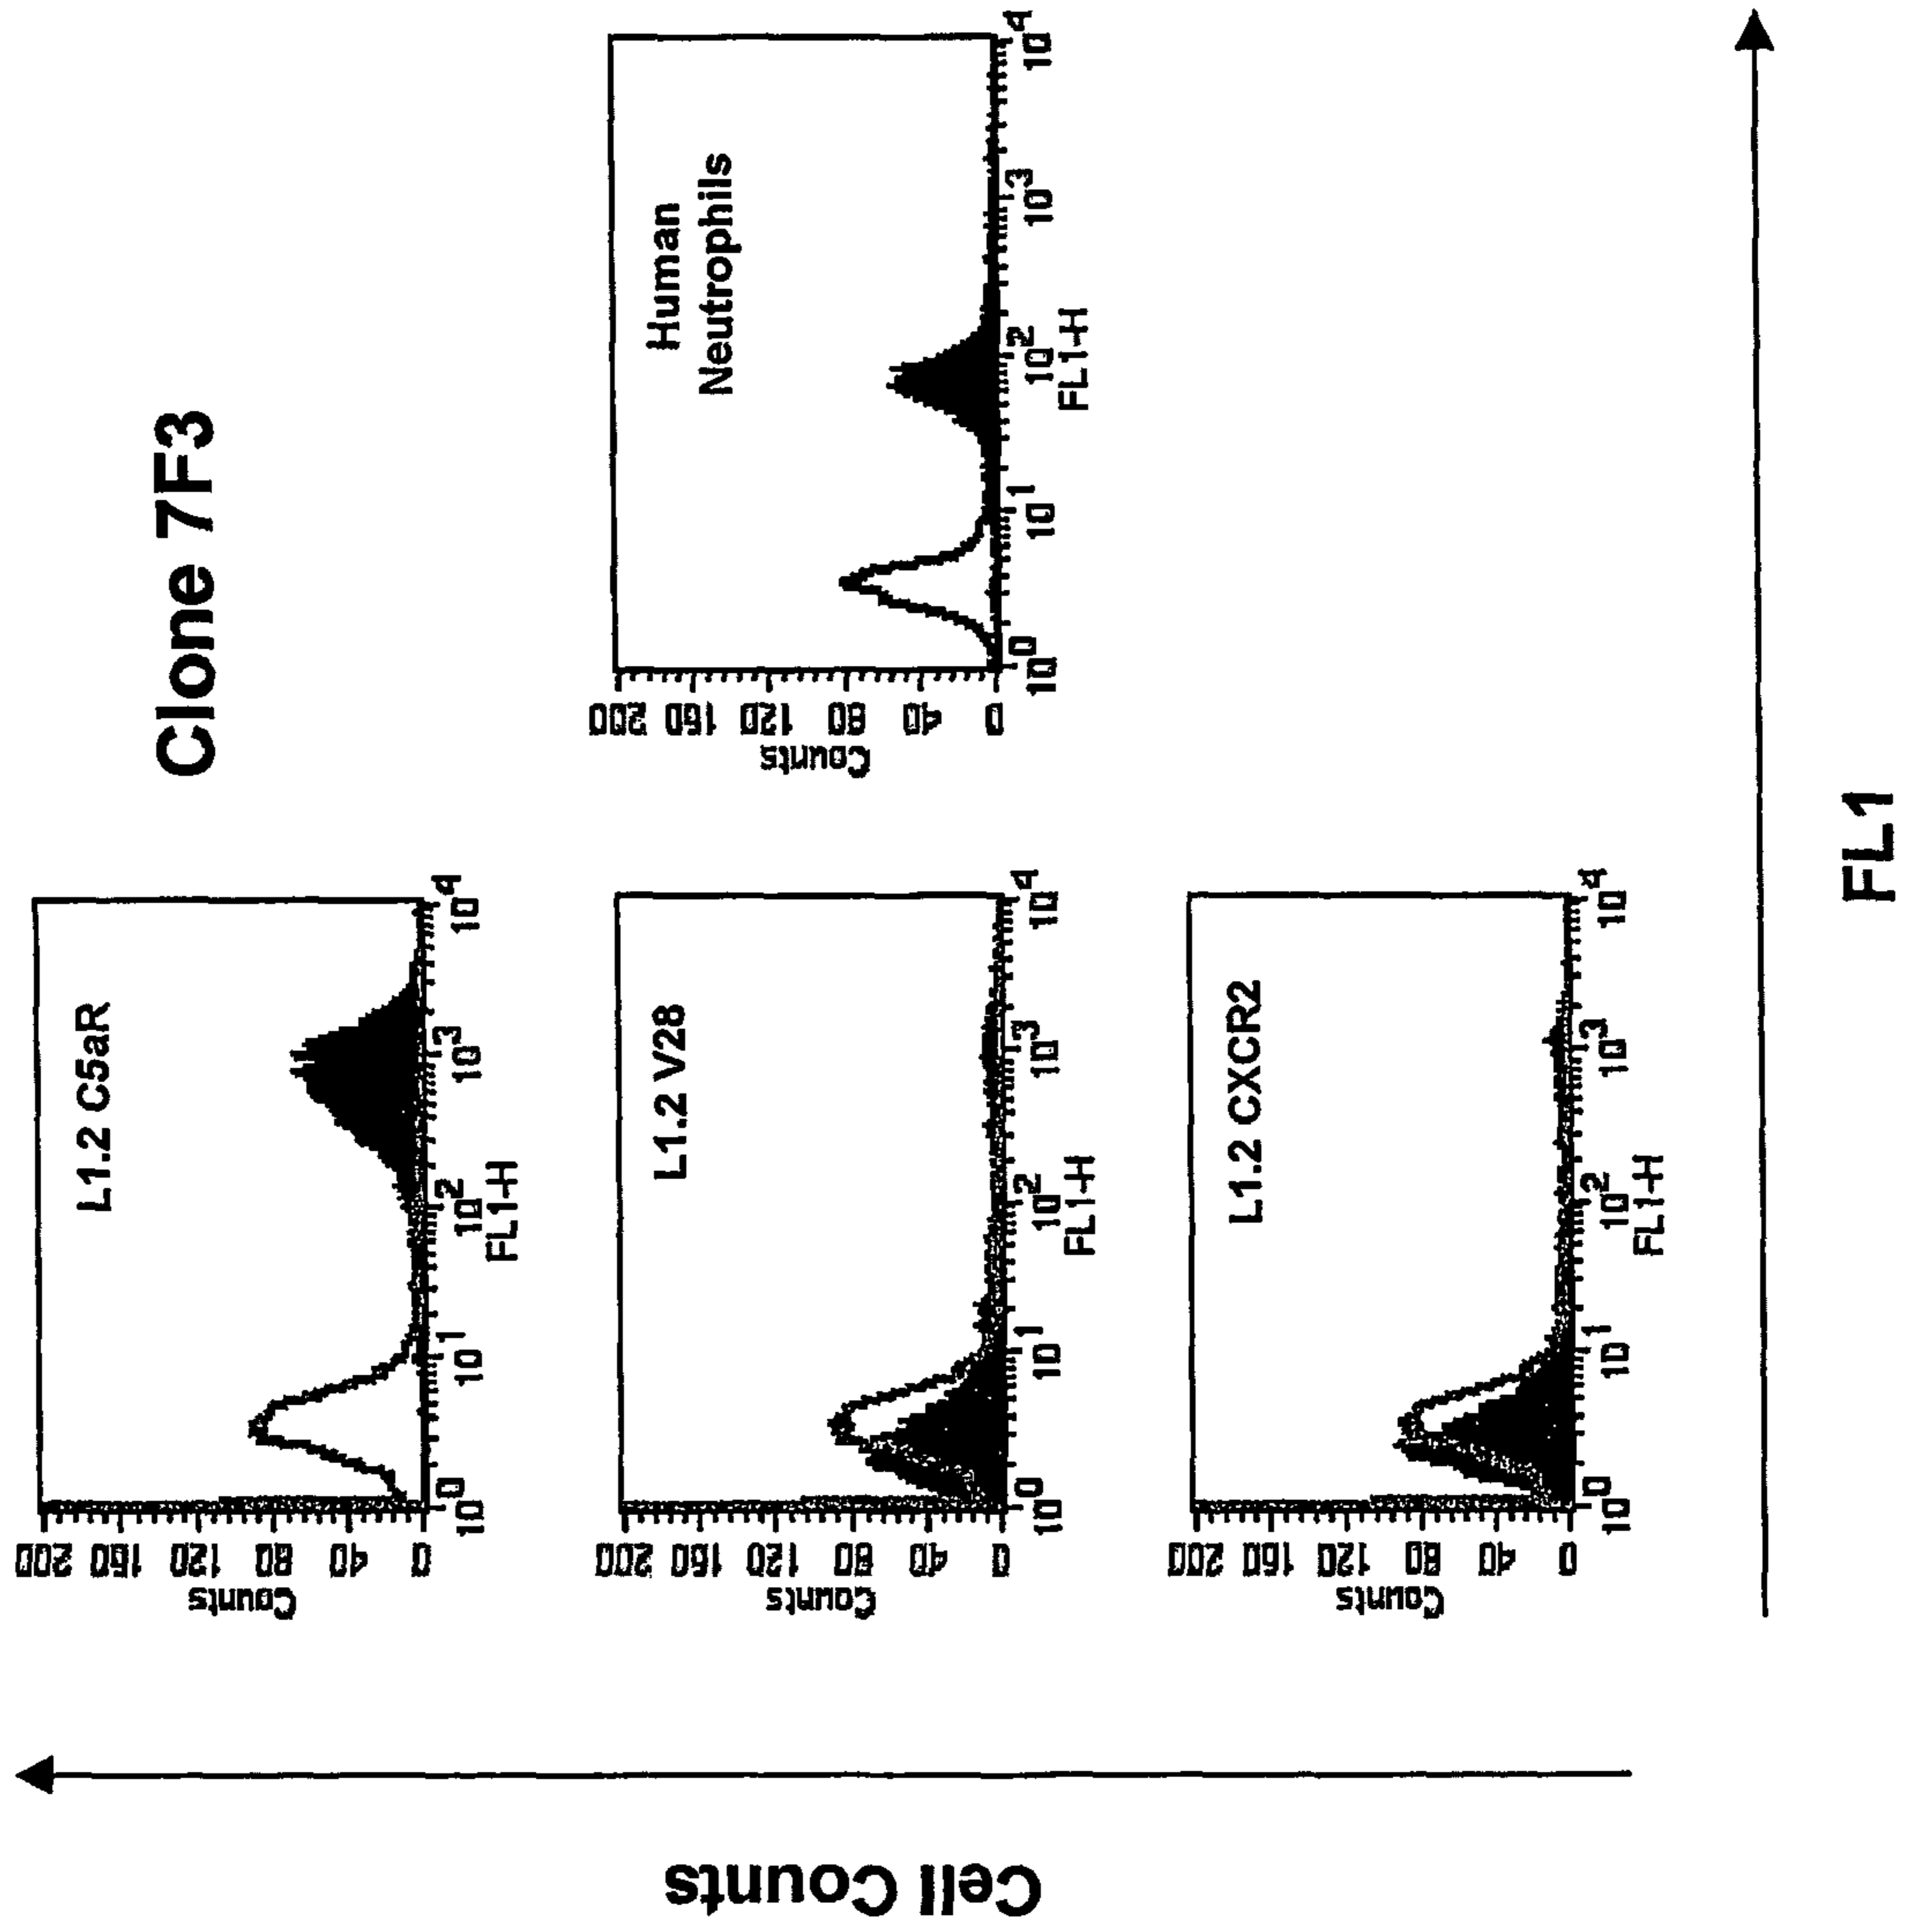 Clone 7F3
L1.2 C5aR
Counts
200 160 120 80 40 0
10^0 10^1 10^2 10^3 10^4
FL1-H
L1.2 V28
Counts
200 160 120 80 40 0
10^0 10^1 10^2 10^3 10^4
FL1-H
Human
Neutrophils
Counts
200 160 120 80 40 0
10^0 10^1 10^2 10^3 10^4
FL1-H
L1.2 CXCR2
Counts
200 160 120 80 40 0
10^0 10^1 10^2 10^3 10^4
FL1-H
Cell Counts
FL1